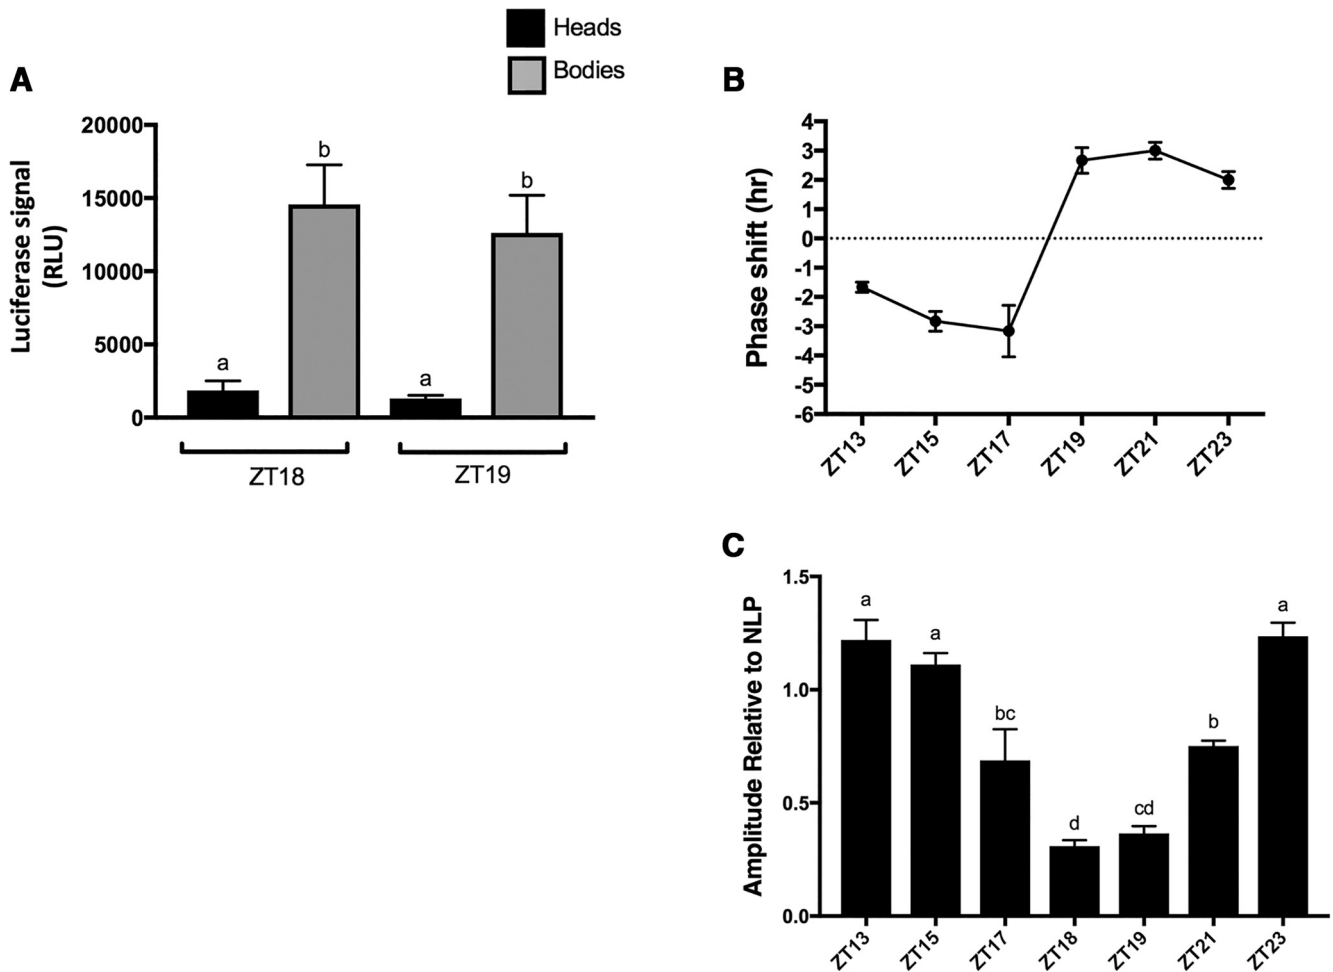 Heads
Bodies
A
20000
15000
10000
5000
0
Luciferase signal
(RLU)
a
b
a
b
ZT18
ZT19
B
4
3
2
1
0
-1
-2
-3
-4
-5
-6
Phase shift (hr)
ZT13
ZT15
ZT17
ZT19
ZT21
ZT23
C
1.5
1.0
0.5
0.0
Amplitude Relative to NLP
a
a
bc
d
cd
b
a
ZT13
ZT15
ZT17
ZT18
ZT19
ZT21
ZT23